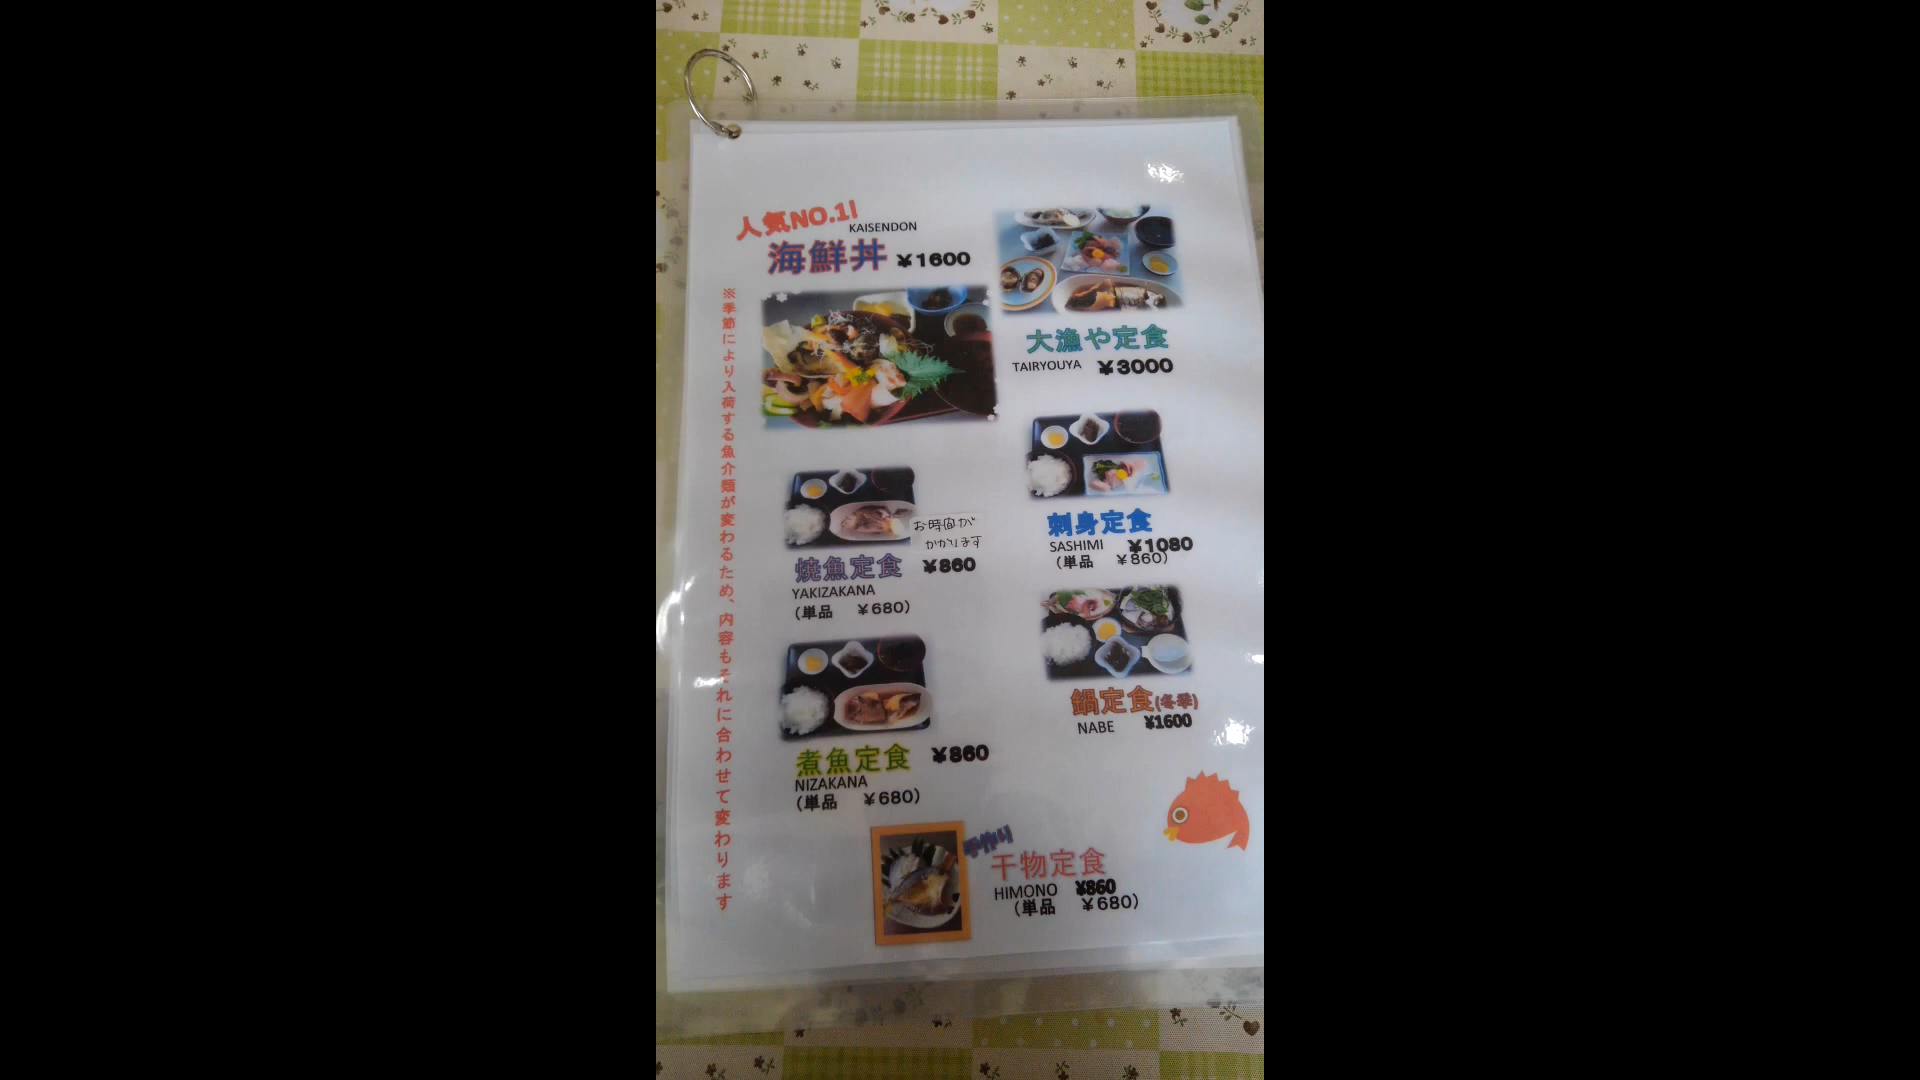 人気NO.1!
KAISENDON
海鮮丼 ¥1600
※季節により入荷する魚介類が変わるため、内容もそれに合わせて変わります
大漁や定食
TAIRYOUYA ¥3000
お時間が
かかります
焼魚定食 ¥860
YAKIZAKANA
(単品 ¥680)
刺身定食
SASHIMI ¥1080
(単品 ¥860)
煮魚定食 ¥860
NIZAKANA
(単品 ¥680)
鍋定食(冬季)
NABE ¥1600
手作り
干物定食
HIMONO ¥860
(単品 ¥680)